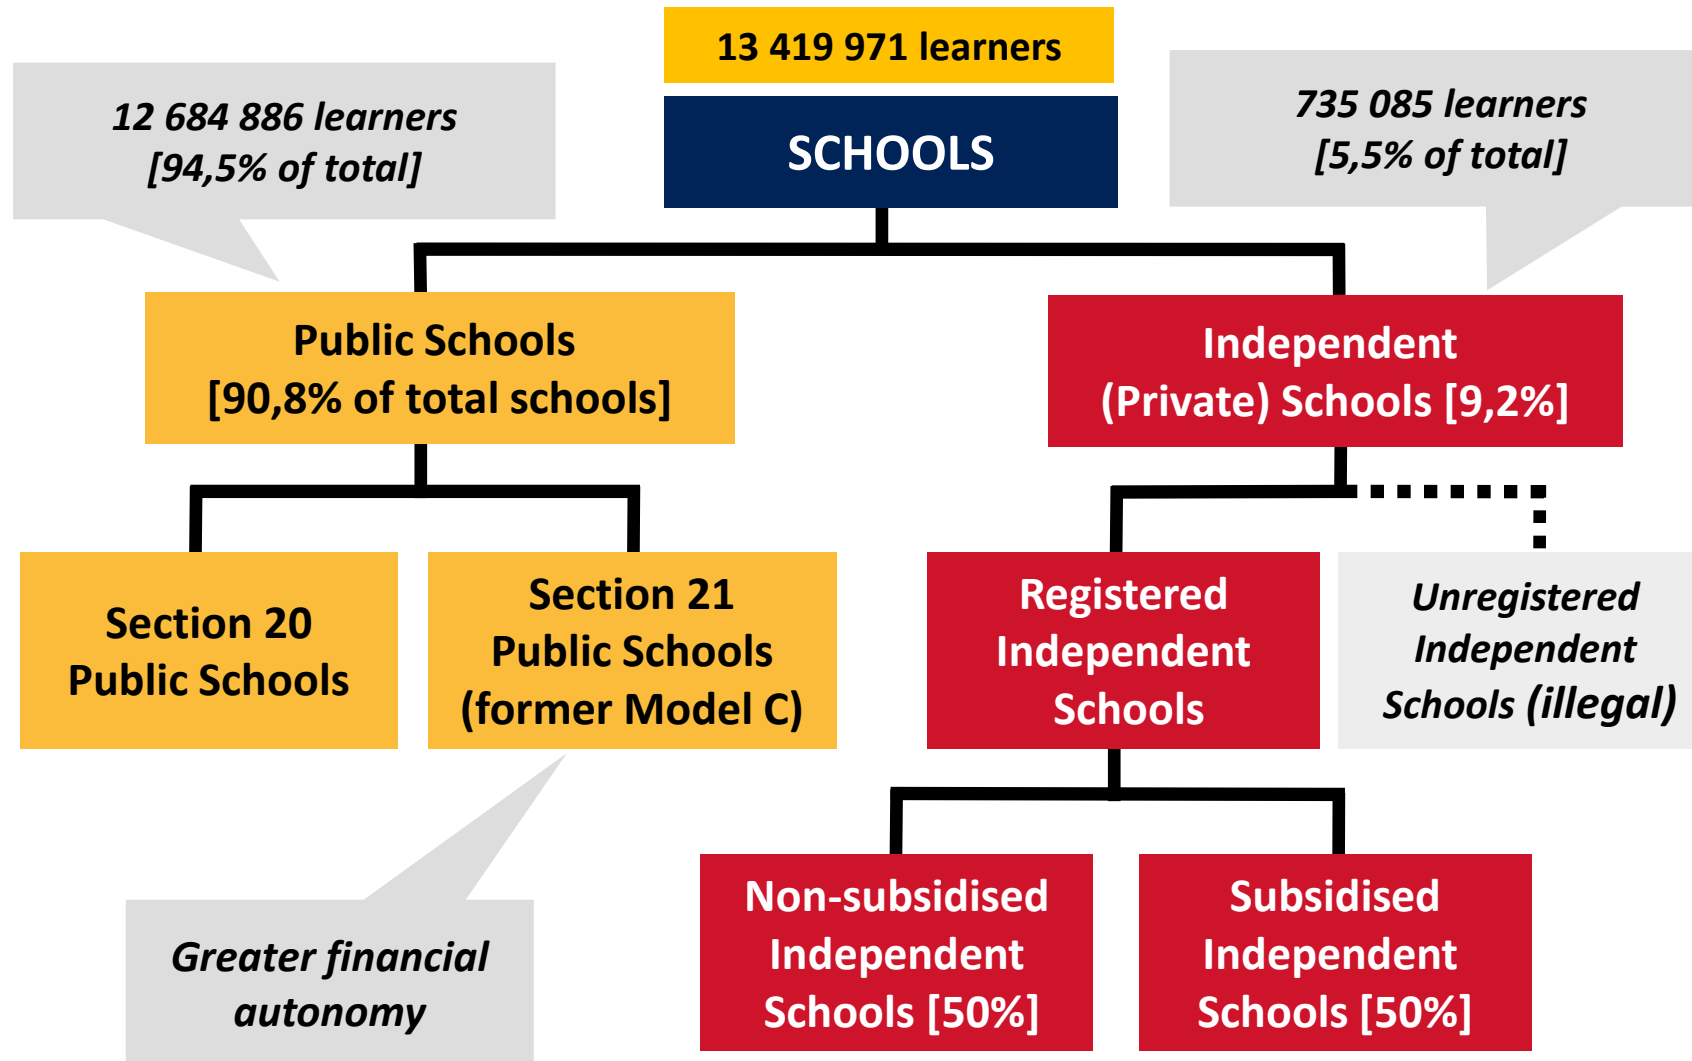 13 419 971 learners
12 684 886 learners
[94,5% of total]
735 085 learners
[5,5% of total]
SCHOOLS
Public Schools
[90,8% of total schools]
Independent
(Private) Schools [9,2%]
Section 20
Public Schools
Section 21
Public Schools
(former Model C)
Registered
Independent
Schools
Unregistered
Independent
Schools (illegal)
Greater financial
autonomy
Non-subsidised
Independent
Schools [50%]
Subsidised
Independent
Schools [50%]